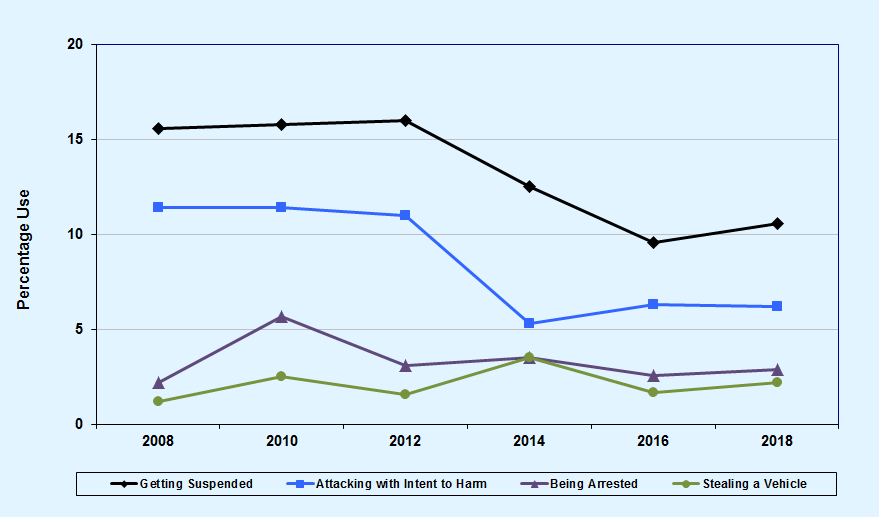 20
15
10
5
0
Percentage Use
2008 2010 2012 2014 2016 2018
Getting Suspended Attacking with Intent to Harm Being Arrested Stealing a Vehicle